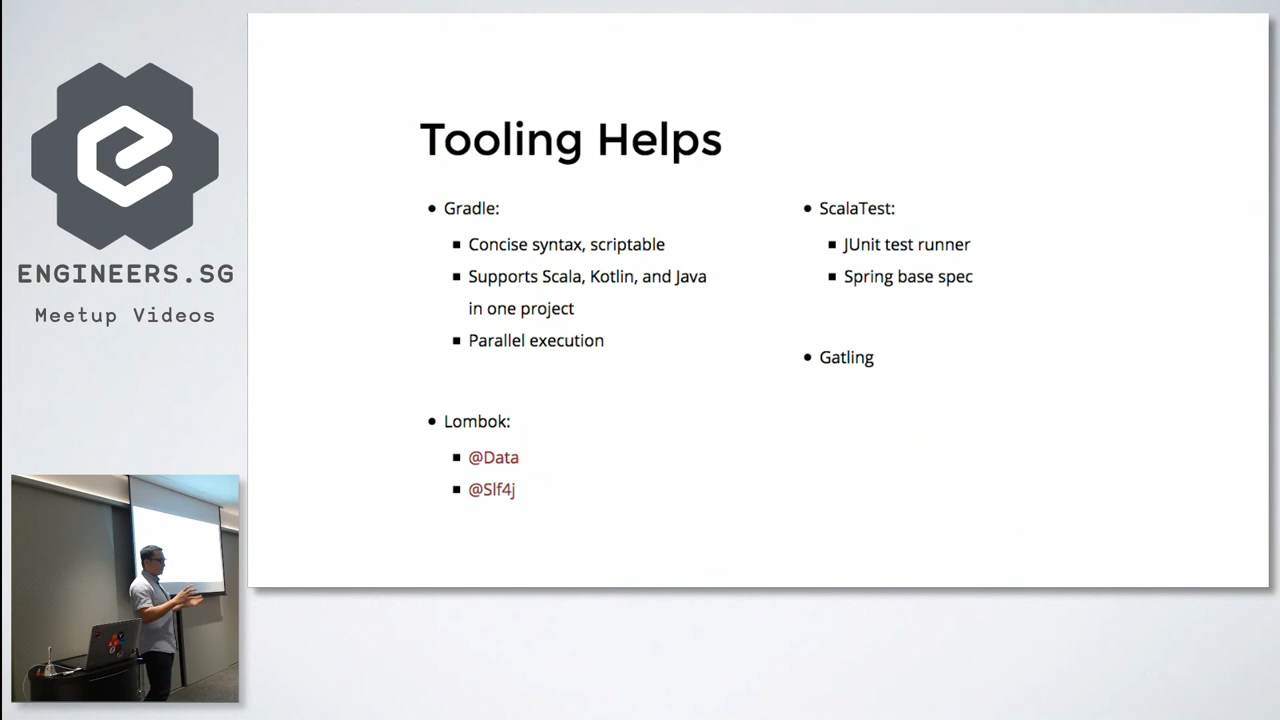 ENGINEERS.SG
Meetup Videos
Tooling Helps
Gradle:
Concise syntax, scriptable
Supports Scala, Kotlin, and Java
in one project
Parallel execution
Lombok:
@Data
@Slf4j
ScalaTest:
JUnit test runner
Spring base spec
Gatling